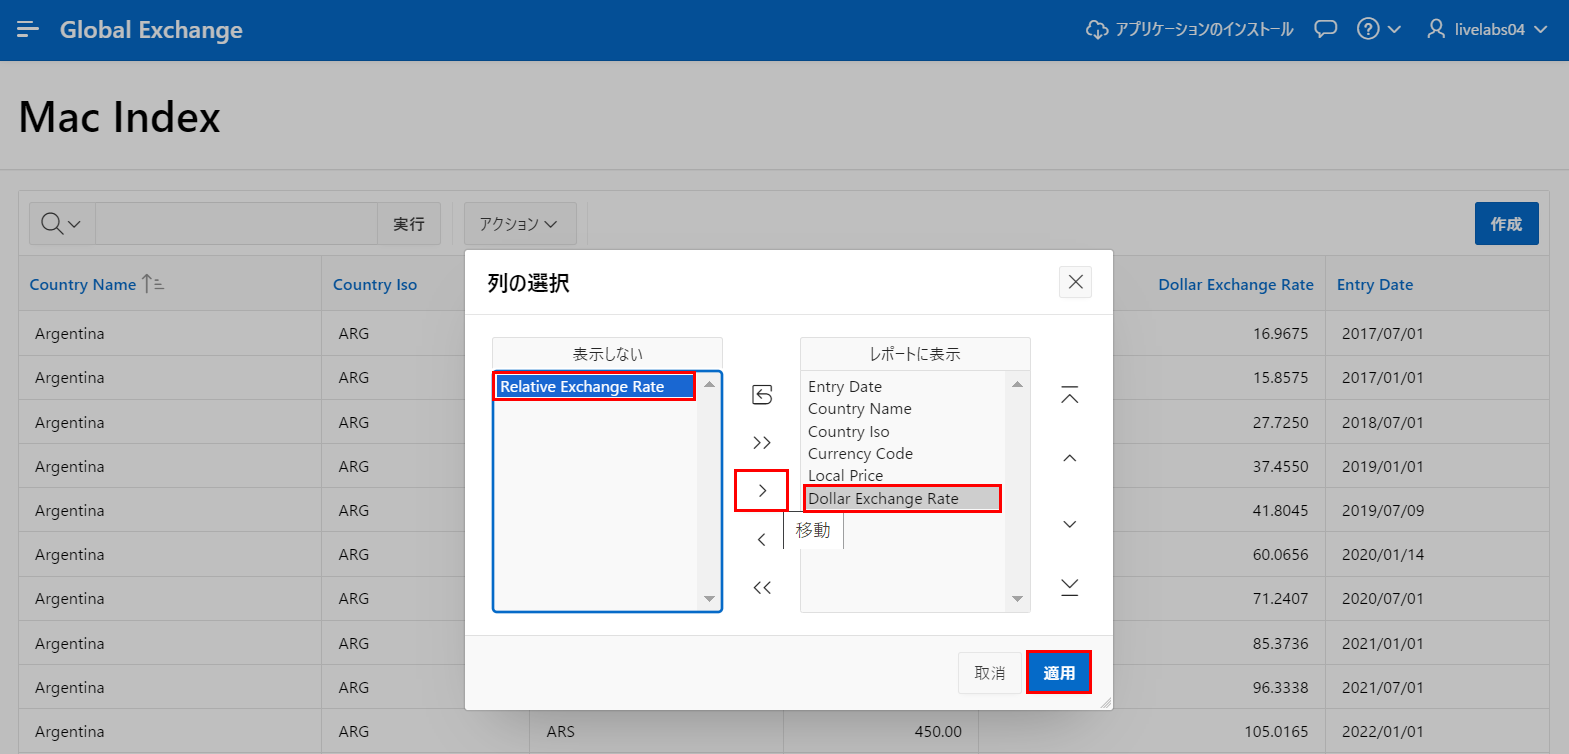 Global Exchange
アプリケーションのインストール
livelabs04
Mac Index
実行
アクション
作成
Country Name
Country Iso
Dollar Exchange Rate
Entry Date
列の選択
表示しない
Relative Exchange Rate
レポートに表示
Entry Date
Country Name
Country Iso
Currency Code
Local Price
Dollar Exchange Rate
移動
取消
適用
Argentina ARG 16.9675 2017/07/01
Argentina ARG 15.8575 2017/01/01
Argentina ARG 27.7250 2018/07/01
Argentina ARG 37.4550 2019/01/01
Argentina ARG 41.8045 2019/07/09
Argentina ARG 60.0656 2020/01/14
Argentina ARG 71.2407 2020/07/01
Argentina ARG 85.3736 2021/01/01
Argentina ARG 96.3338 2021/07/01
Argentina ARG ARS 450.00 105.0165 2022/01/01